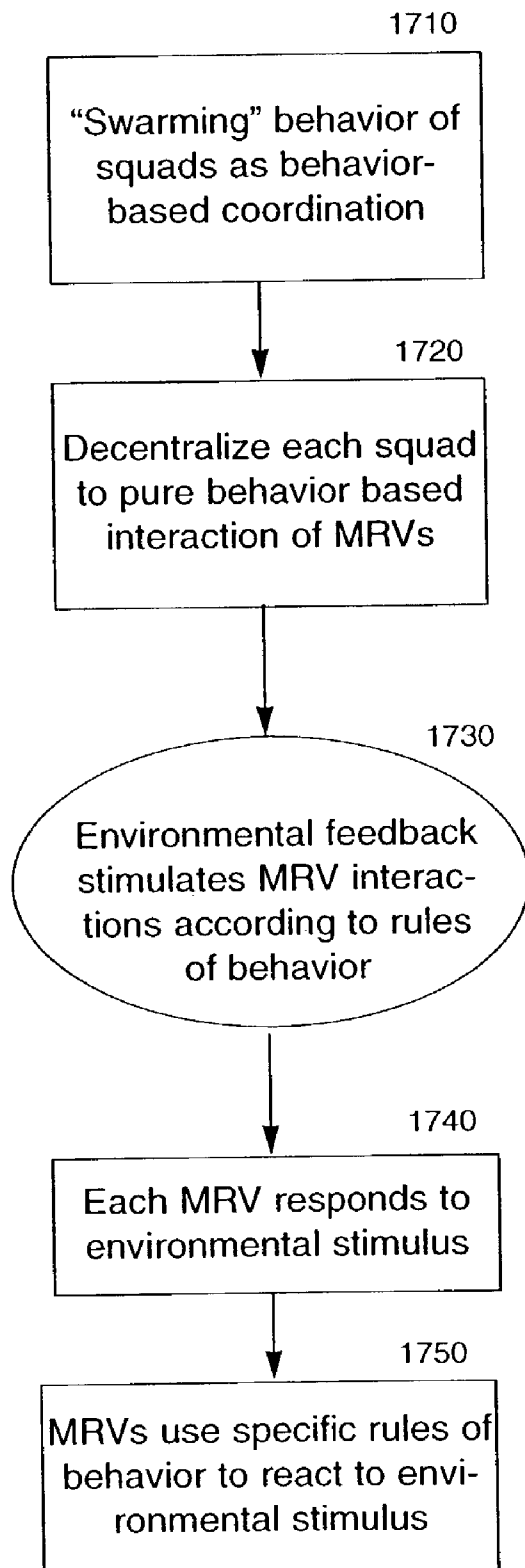 1710
“Swarming” behavior of
squads as behavior-
based coordination
1720
Decentralize each squad
to pure behavior based
interaction of MRVs
1730
Environmental feedback
stimulates MRV interac-
tions according to rules
of behavior
1740
Each MRV responds to
environmental stimulus
1750
MRVs use specific rules of
behavior to react to envi-
ronmental stimulus